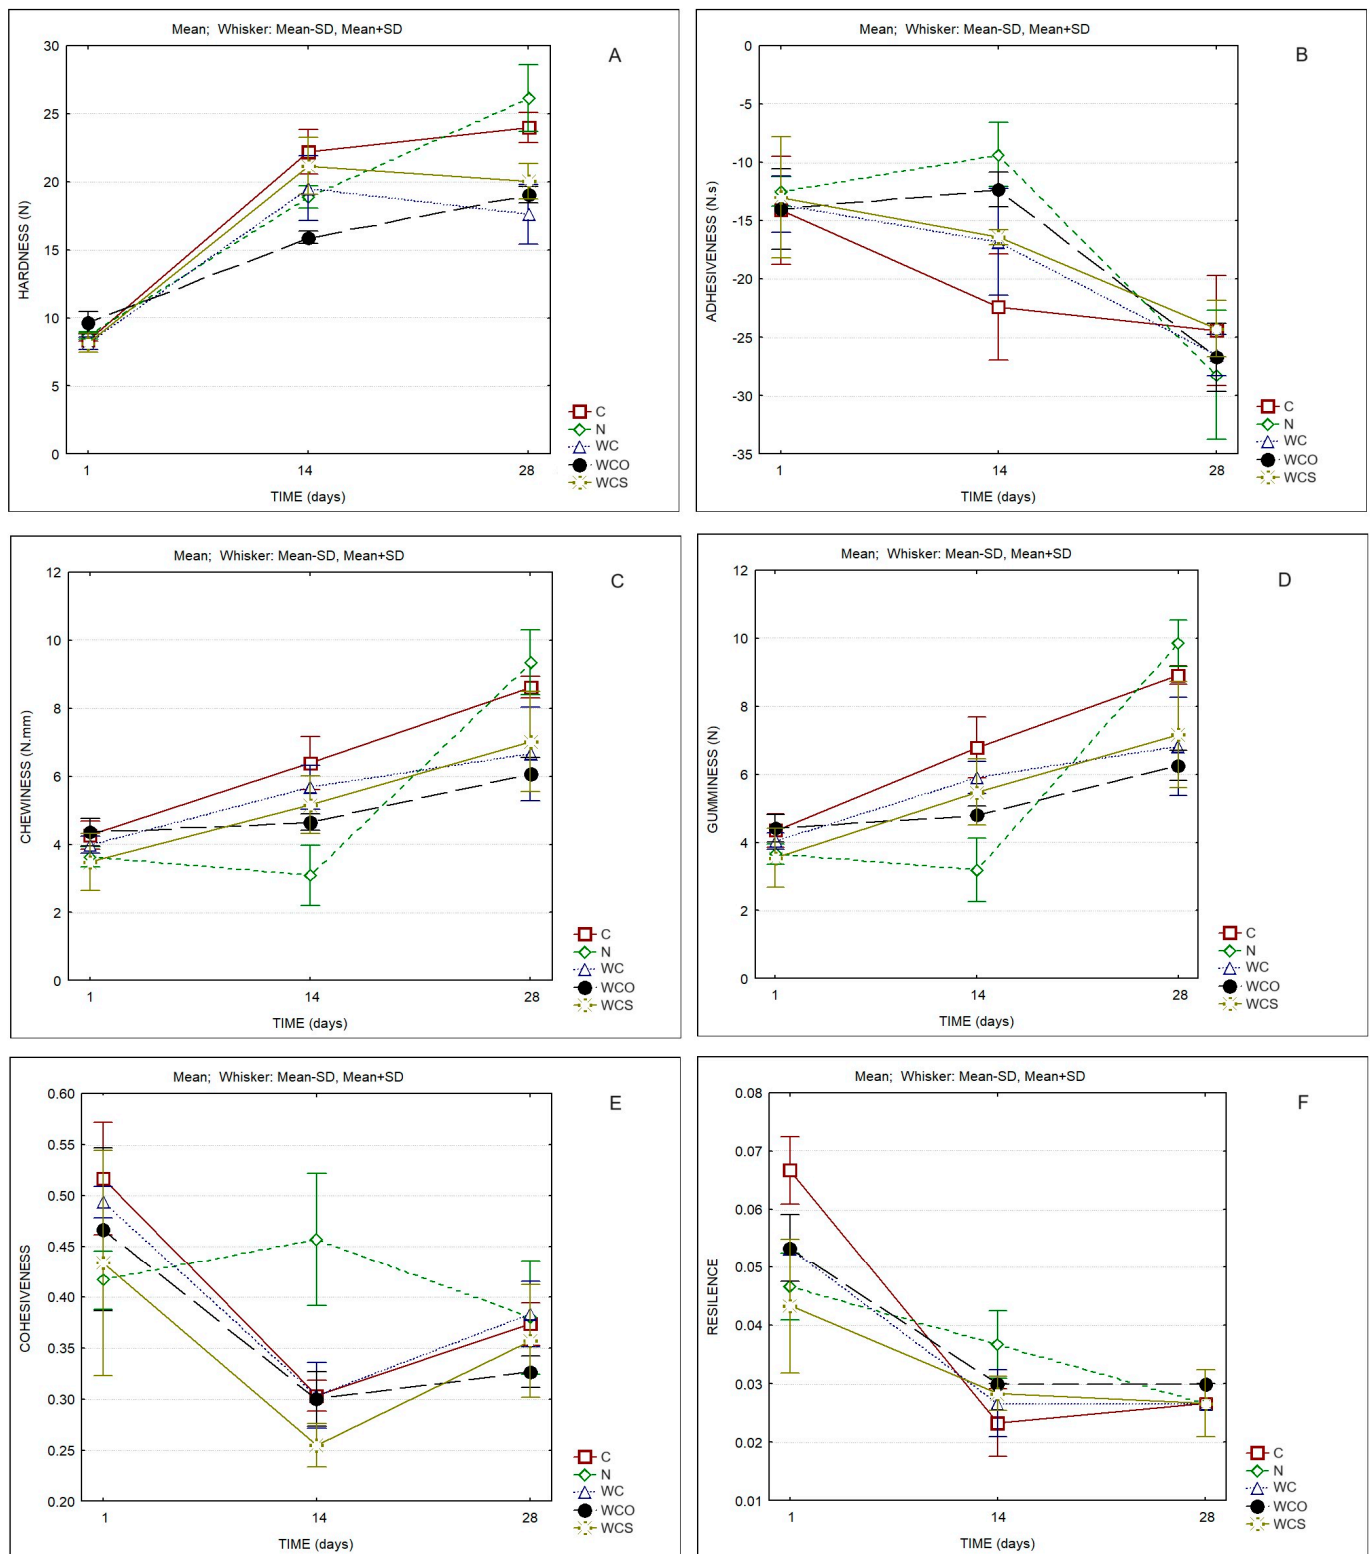 Mean; Whisker: Mean-SD, Mean+SD
A
HARDNESS (N)
30
25
20
15
10
5
0
1
14
28
TIME (days)
C
N
WC
WCO
WCS
Mean; Whisker: Mean-SD, Mean+SD
B
ADHESIVENESS (N.s)
0
-5
-10
-15
-20
-25
-30
-35
1
14
28
TIME (days)
C
N
WC
WCO
WCS
Mean; Whisker: Mean-SD, Mean+SD
C
CHEWINESS (N.mm)
12
10
8
6
4
2
0
1
14
28
TIME (days)
C
N
WC
WCO
WCS
Mean; Whisker: Mean-SD, Mean+SD
D
GUMMINESS (N)
12
10
8
6
4
2
0
1
14
28
TIME (days)
C
N
WC
WCO
WCS
Mean; Whisker: Mean-SD, Mean+SD
E
COHESIVENESS
0.60
0.55
0.50
0.45
0.40
0.35
0.30
0.25
0.20
1
14
28
TIME (days)
C
N
WC
WCO
WCS
Mean; Whisker: Mean-SD, Mean+SD
F
RESILENCE
0.08
0.07
0.06
0.05
0.04
0.03
0.02
0.01
1
14
28
TIME (days)
C
N
WC
WCO
WCS